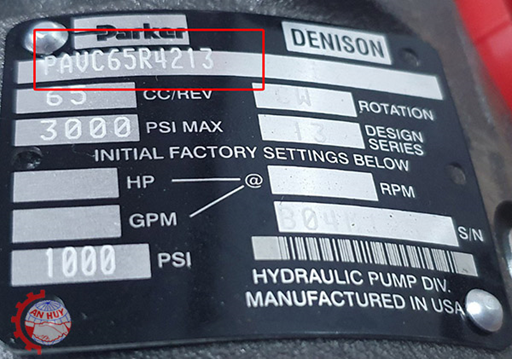 Parker DENISON
PAVC65R4213
65 CC/REV CW ROTATION
3000 PSI MAX 13 DESIGN SERIES
INITIAL FACTORY SETTINGS BELOW
HP @ RPM
GPM S/N
1000 PSI
HYDRAULIC PUMP DIV.
MANUFACTURED IN USA
AN HUY